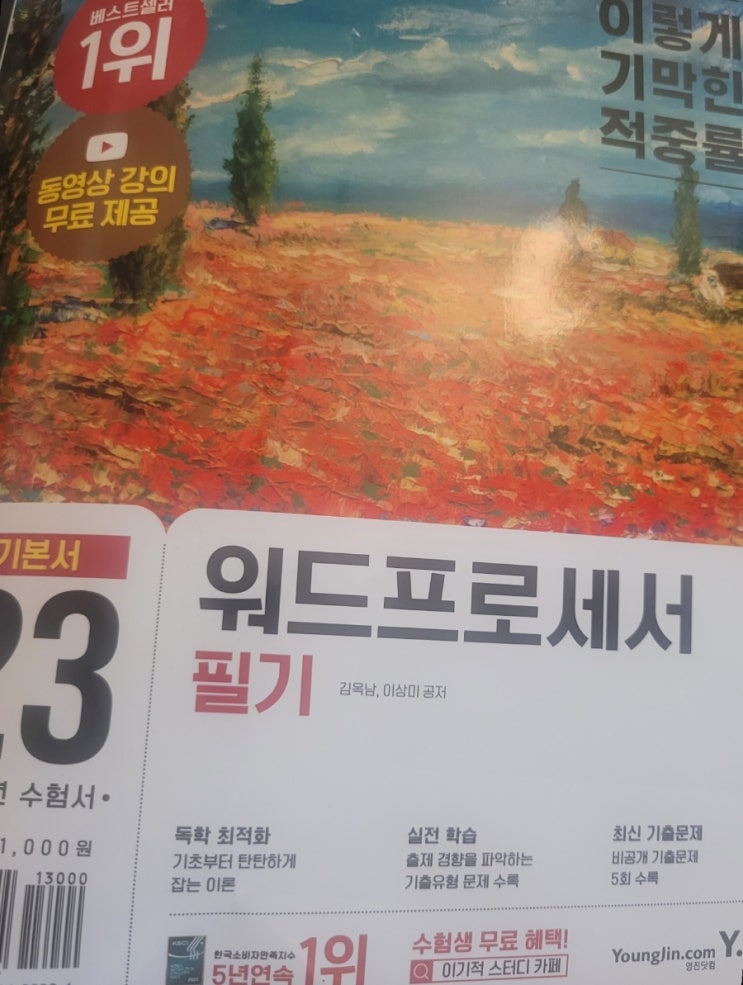 베스트셀러
1위
동영상 강의
무료 제공
이렇게
기막힌
적중률
기본서
23
수험서
1,000원
13000
워드프로세서
필기
김옥남, 이상미 공저
독학 최적화
기초부터 탄탄하게
잡는 이론
실전 학습
출제 경향을 파악하는
기출유형 문제 수록
최신 기출문제
비공개 기출문제
5회 수록
KSCI
한국소비자만족지수
5년연속 1위
수험생 무료 혜택!
이기적 스터디 카페
YoungJin.com Y.
영진닷컴